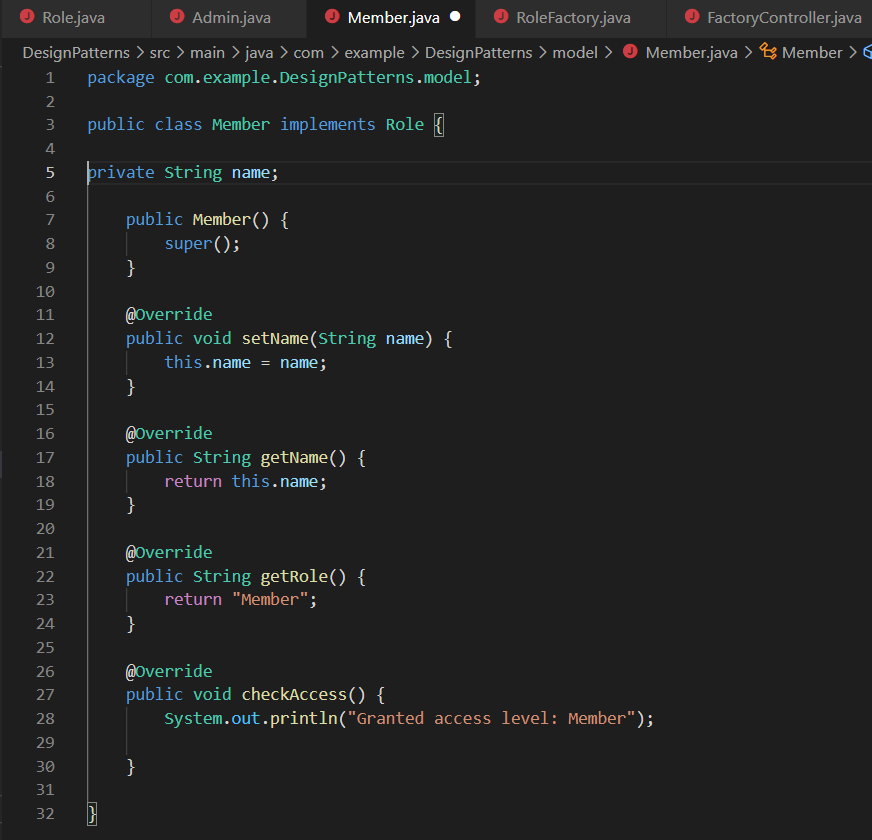 Role.java Admin.java Member.java RoleFactory.java FactoryController.java
DesignPatterns > src > main > java > com > example > DesignPatterns > model > Member.java > Member >
1 package com.example.DesignPatterns.model;
2
3 public class Member implements Role {
4
5 private String name;
6
7     public Member() {
8         super();
9     }
10
11     @Override
12     public void setName(String name) {
13         this.name = name;
14     }
15
16     @Override
17     public String getName() {
18         return this.name;
19     }
20
21     @Override
22     public String getRole() {
23         return "Member";
24     }
25
26     @Override
27     public void checkAccess() {
28         System.out.println("Granted access level: Member");
29
30     }
31
32 }